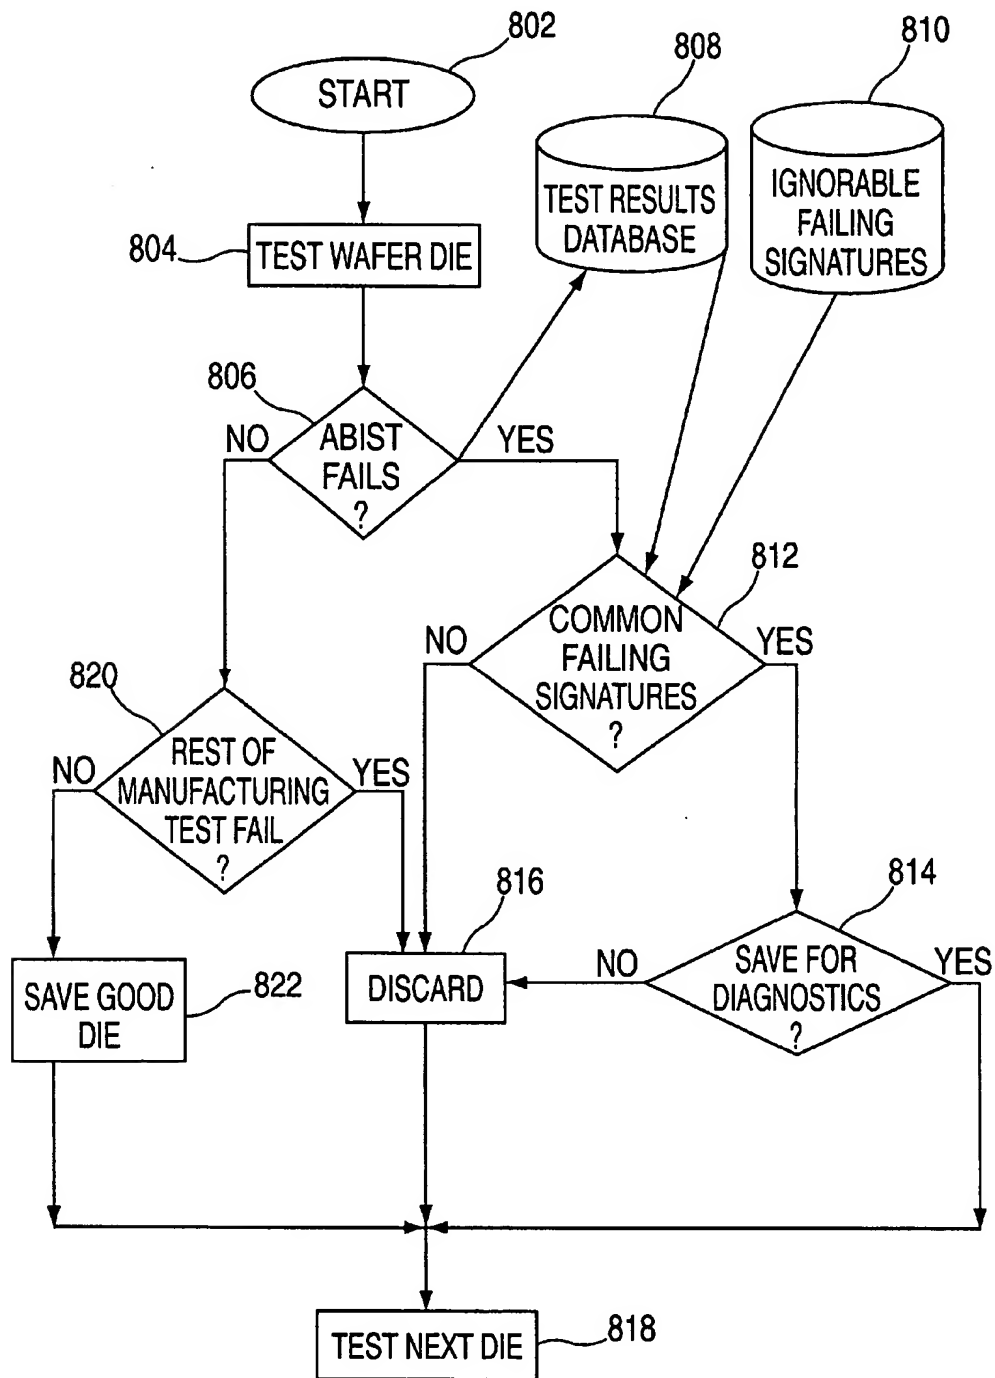 802
START
808
810
TEST RESULTS
DATABASE
IGNORABLE
FAILING
SIGNATURES
804
TEST WAFER DIE
806
NO
ABIST
FAILS
?
YES
812
NO
COMMON
FAILING
SIGNATURES
?
YES
820
NO
REST OF
MANUFACTURING
TEST FAIL
?
YES
816
DISCARD
814
NO
SAVE FOR
DIAGNOSTICS
?
YES
SAVE GOOD
DIE
822
TEST NEXT DIE
818